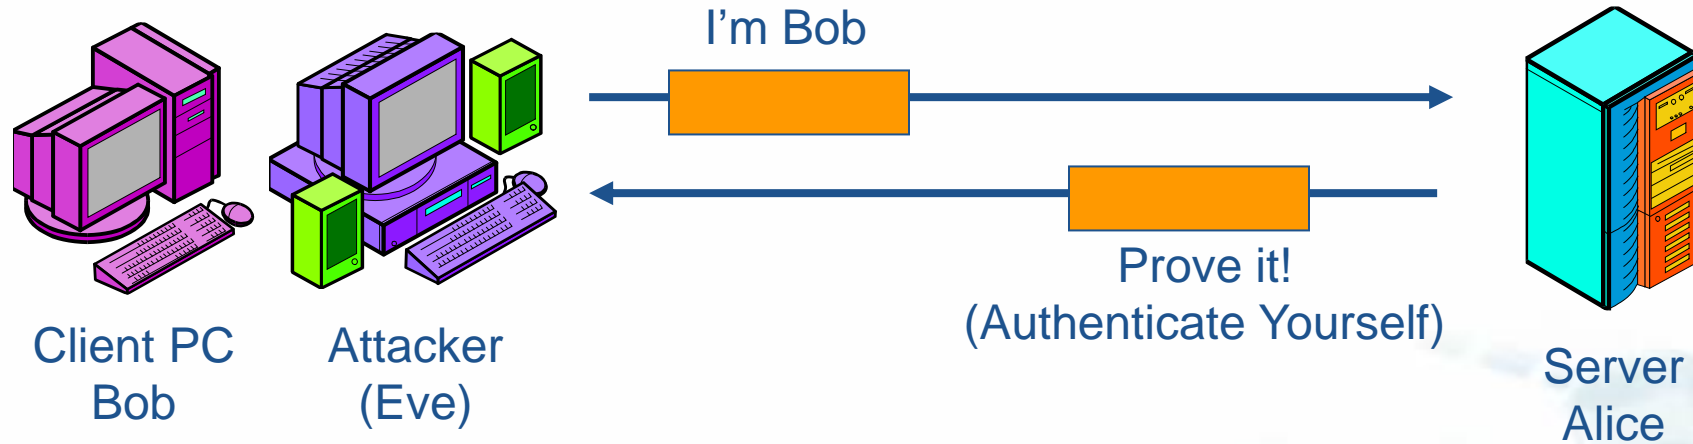 I’m Bob
Prove it!
(Authenticate Yourself)
Client PC
Bob
Attacker
(Eve)
Server
Alice